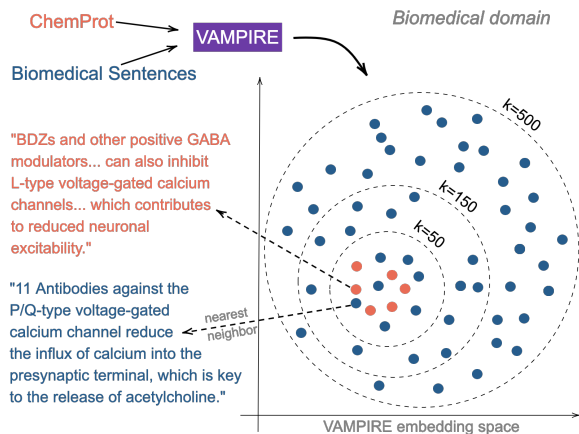 ChemProt
Biomedical domain
VAMPIRE
Biomedical Sentences
k=500
"BDZs and other positive GABA
modulators... can also inhibit
L-type voltage-gated calcium
channels... which contributes
to reduced neuronal
excitability."
k=150
k=50
"11 Antibodies against the
P/Q-type voltage-gated
calcium channel reduce
the influx of calcium into the
presynaptic terminal, which is key
to the release of acetylcholine."
nearest
neighbor
VAMPIRE embedding space